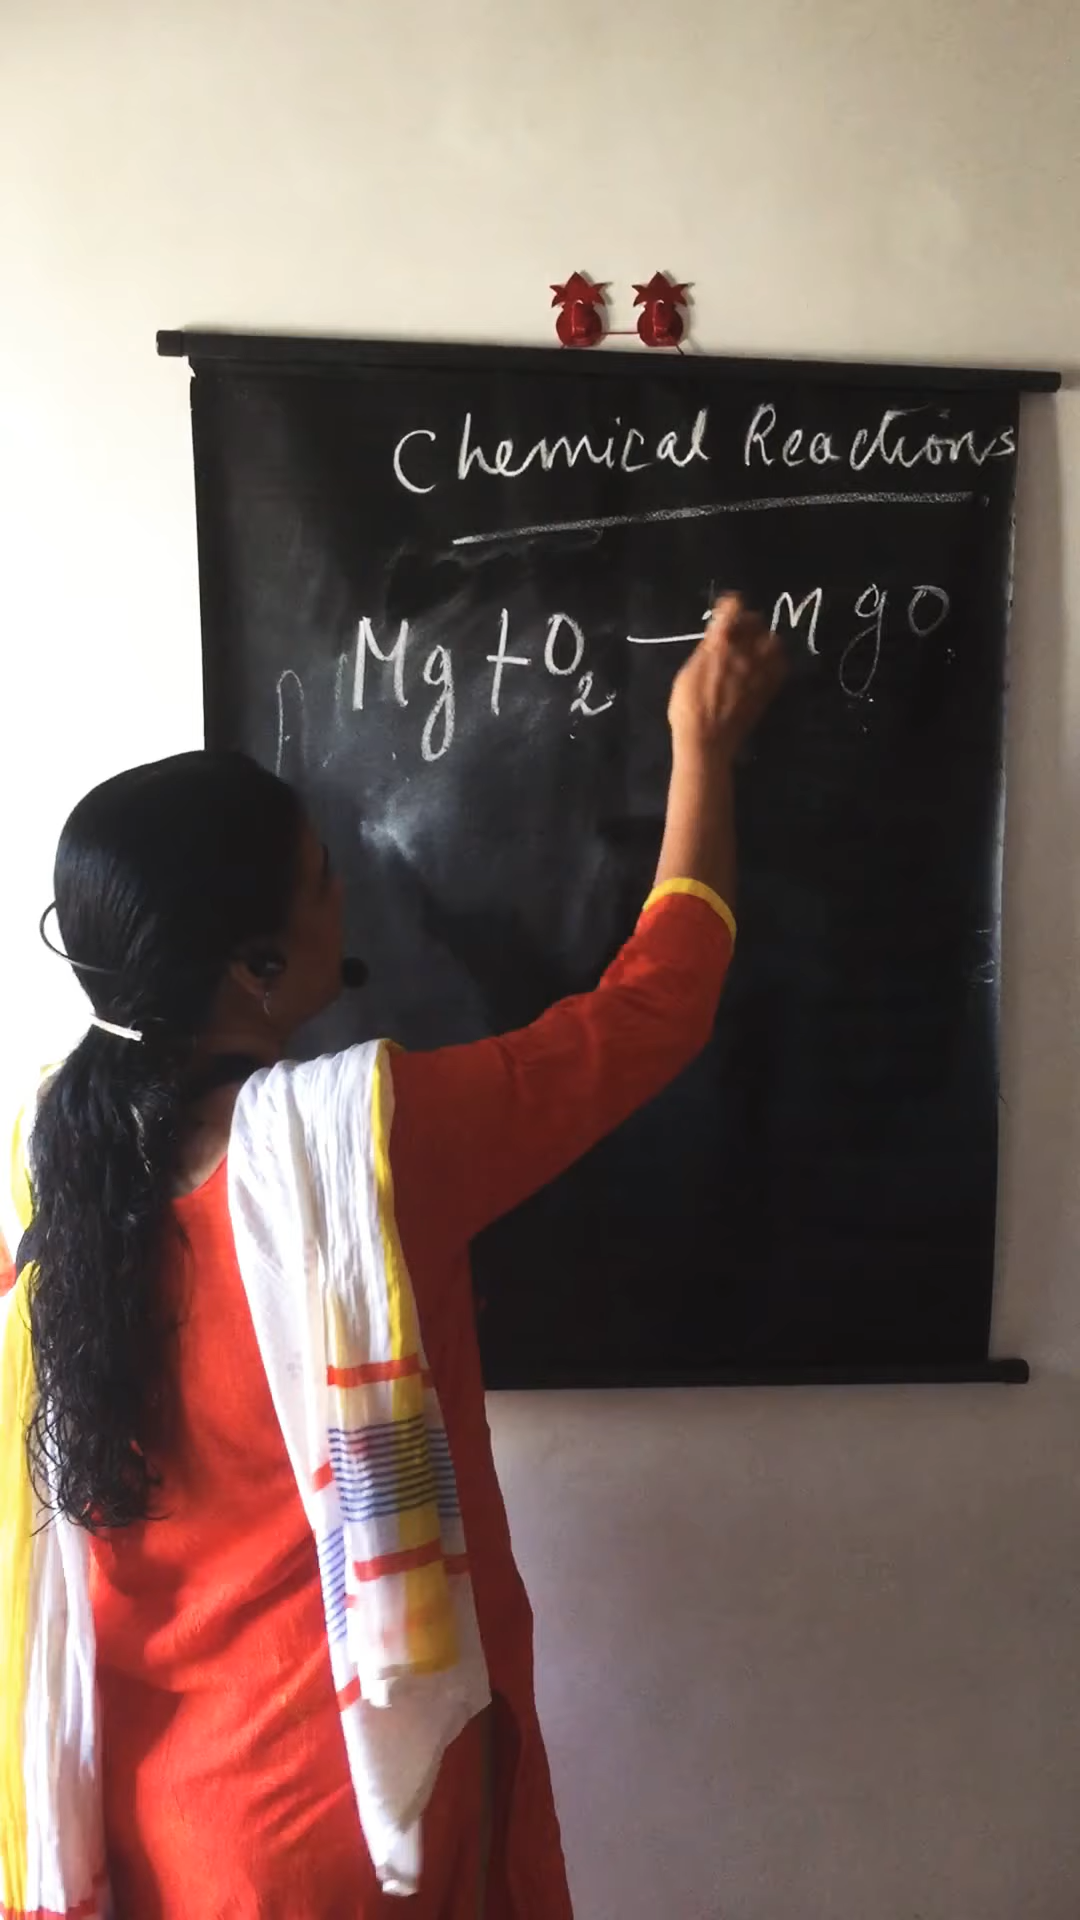 Chemical Reactions
Mg + O₂ → MgO